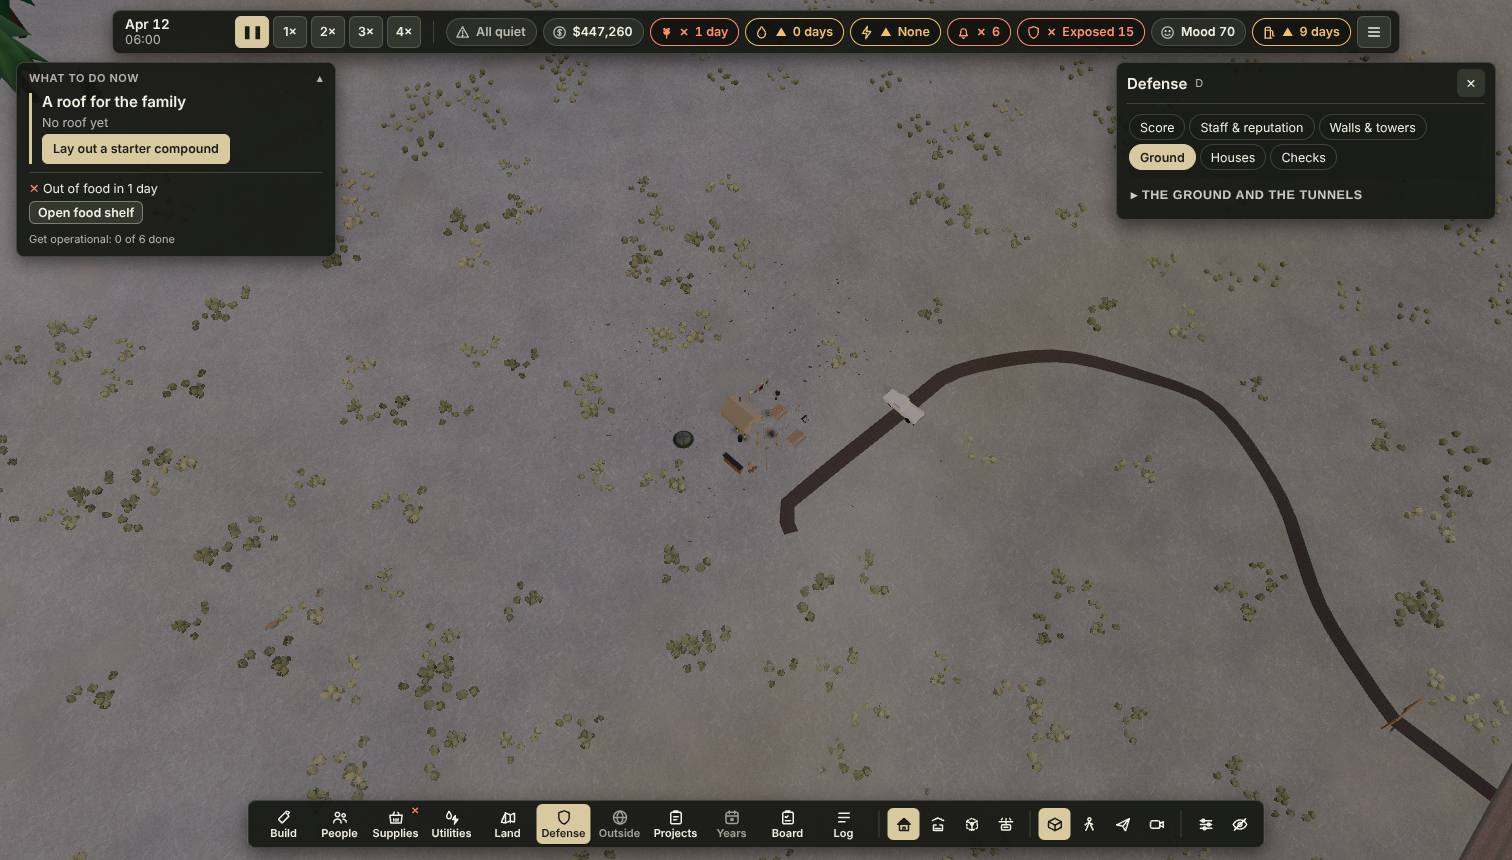 Apr 12
06:00
1×
2×
3×
4×
All quiet
$447,260
× 1 day
▲ 0 days
▲ None
× 6
× Exposed 15
Mood 70
▲ 9 days
WHAT TO DO NOW ▲
A roof for the family
No roof yet
Lay out a starter compound
× Out of food in 1 day
Open food shelf
Get operational: 0 of 6 done
Defense D ×
Score
Staff & reputation
Walls & towers
Ground
Houses
Checks
▸ THE GROUND AND THE TUNNELS
Build
People
Supplies ×
Utilities
Land
Defense
Outside
Projects
Years
Board
Log